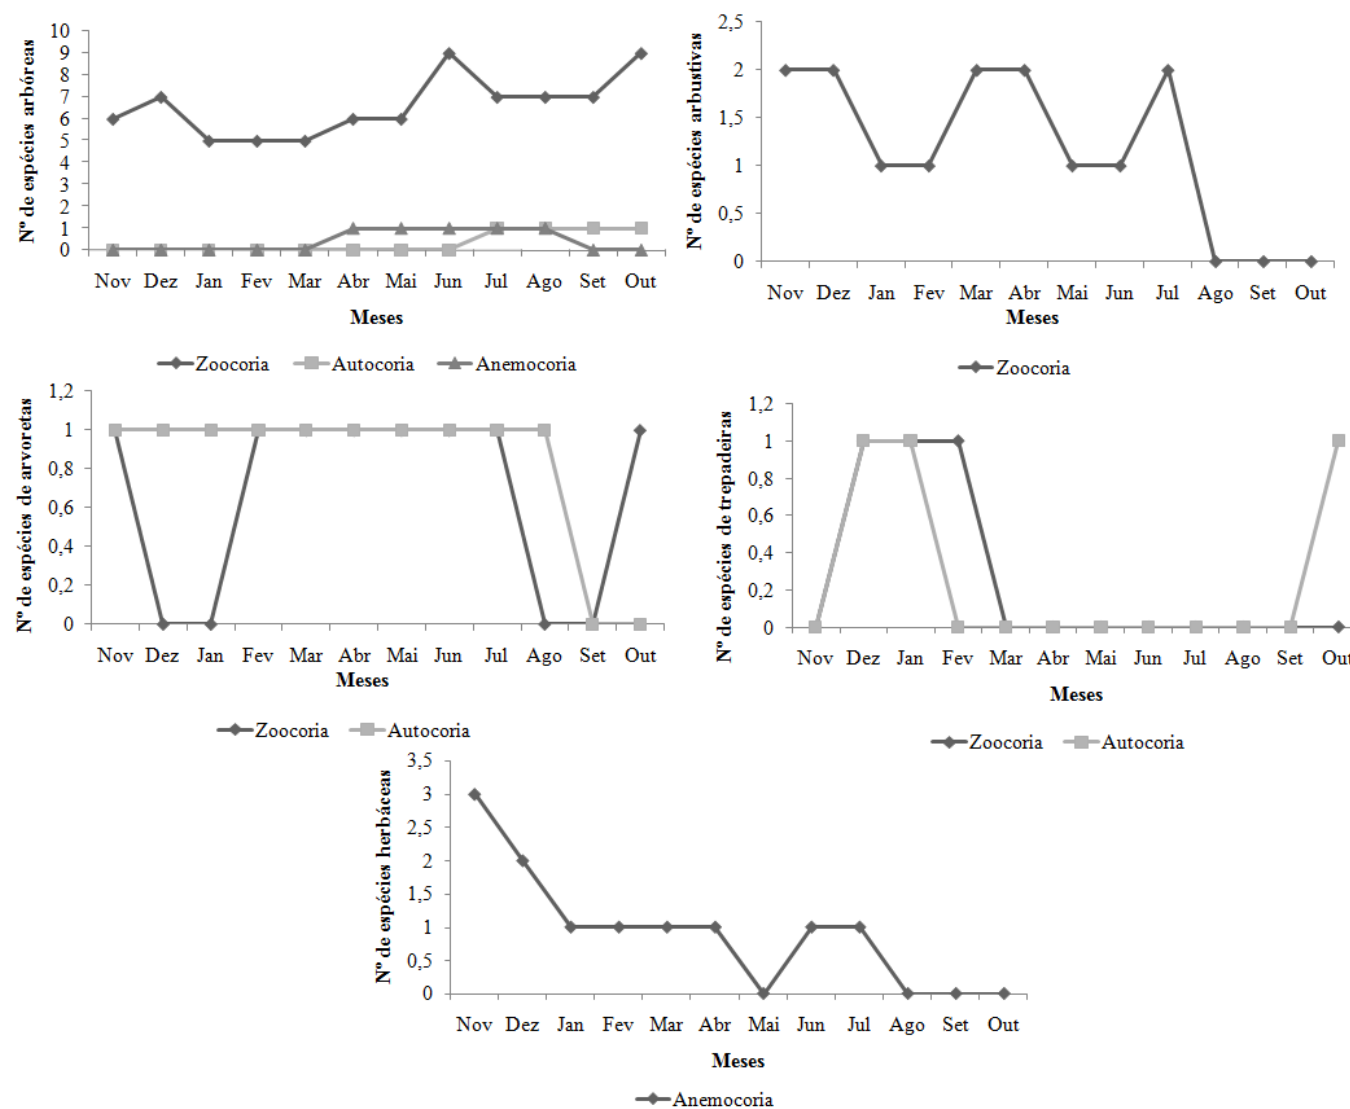 Nº de espécies arbóreas
10
9
8
7
6
5
4
3
2
1
0
Nov Dez Jan Fev Mar Abr Mai Jun Jul Ago Set Out
Meses
Zoocoria Autocoria Anemocoria
Nº de espécies arbustivas
2,5
2
1,5
1
0,5
0
Nov Dez Jan Fev Mar Abr Mai Jun Jul Ago Set Out
Meses
Zoocoria
Nº de espécies de arvoretas
1,2
1
0,8
0,6
0,4
0,2
0
Nov Dez Jan Fev Mar Abr Mai Jun Jul Ago Set Out
Meses
Zoocoria Autocoria
Nº de espécies de trepadeiras
1,2
1
0,8
0,6
0,4
0,2
0
Nov Dez Jan Fev Mar Abr Mai Jun Jul Ago Set Out
Meses
Zoocoria Autocoria
Nº de espécies herbáceas
3,5
3
2,5
2
1,5
1
0,5
0
Nov Dez Jan Fev Mar Abr Mai Jun Jul Ago Set Out
Meses
Anemocoria